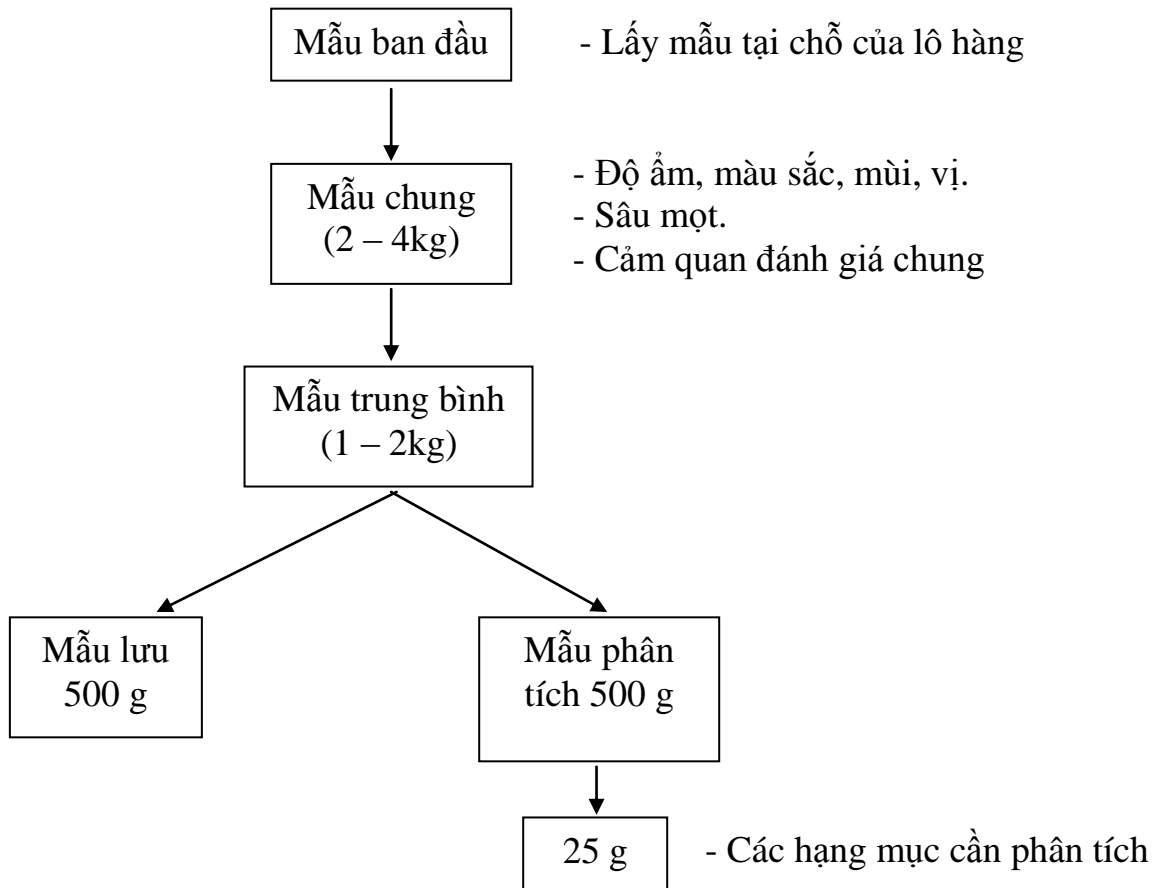 Mẫu ban đầu
- Lấy mẫu tại chỗ của lô hàng
Mẫu chung
(2 – 4kg)
- Độ ẩm, màu sắc, mùi, vị.
- Sâu mọt.
- Cảm quan đánh giá chung
Mẫu trung bình
(1 – 2kg)
Mẫu lưu
500 g
Mẫu phân
tích 500 g
25 g
- Các hạng mục cần phân tích